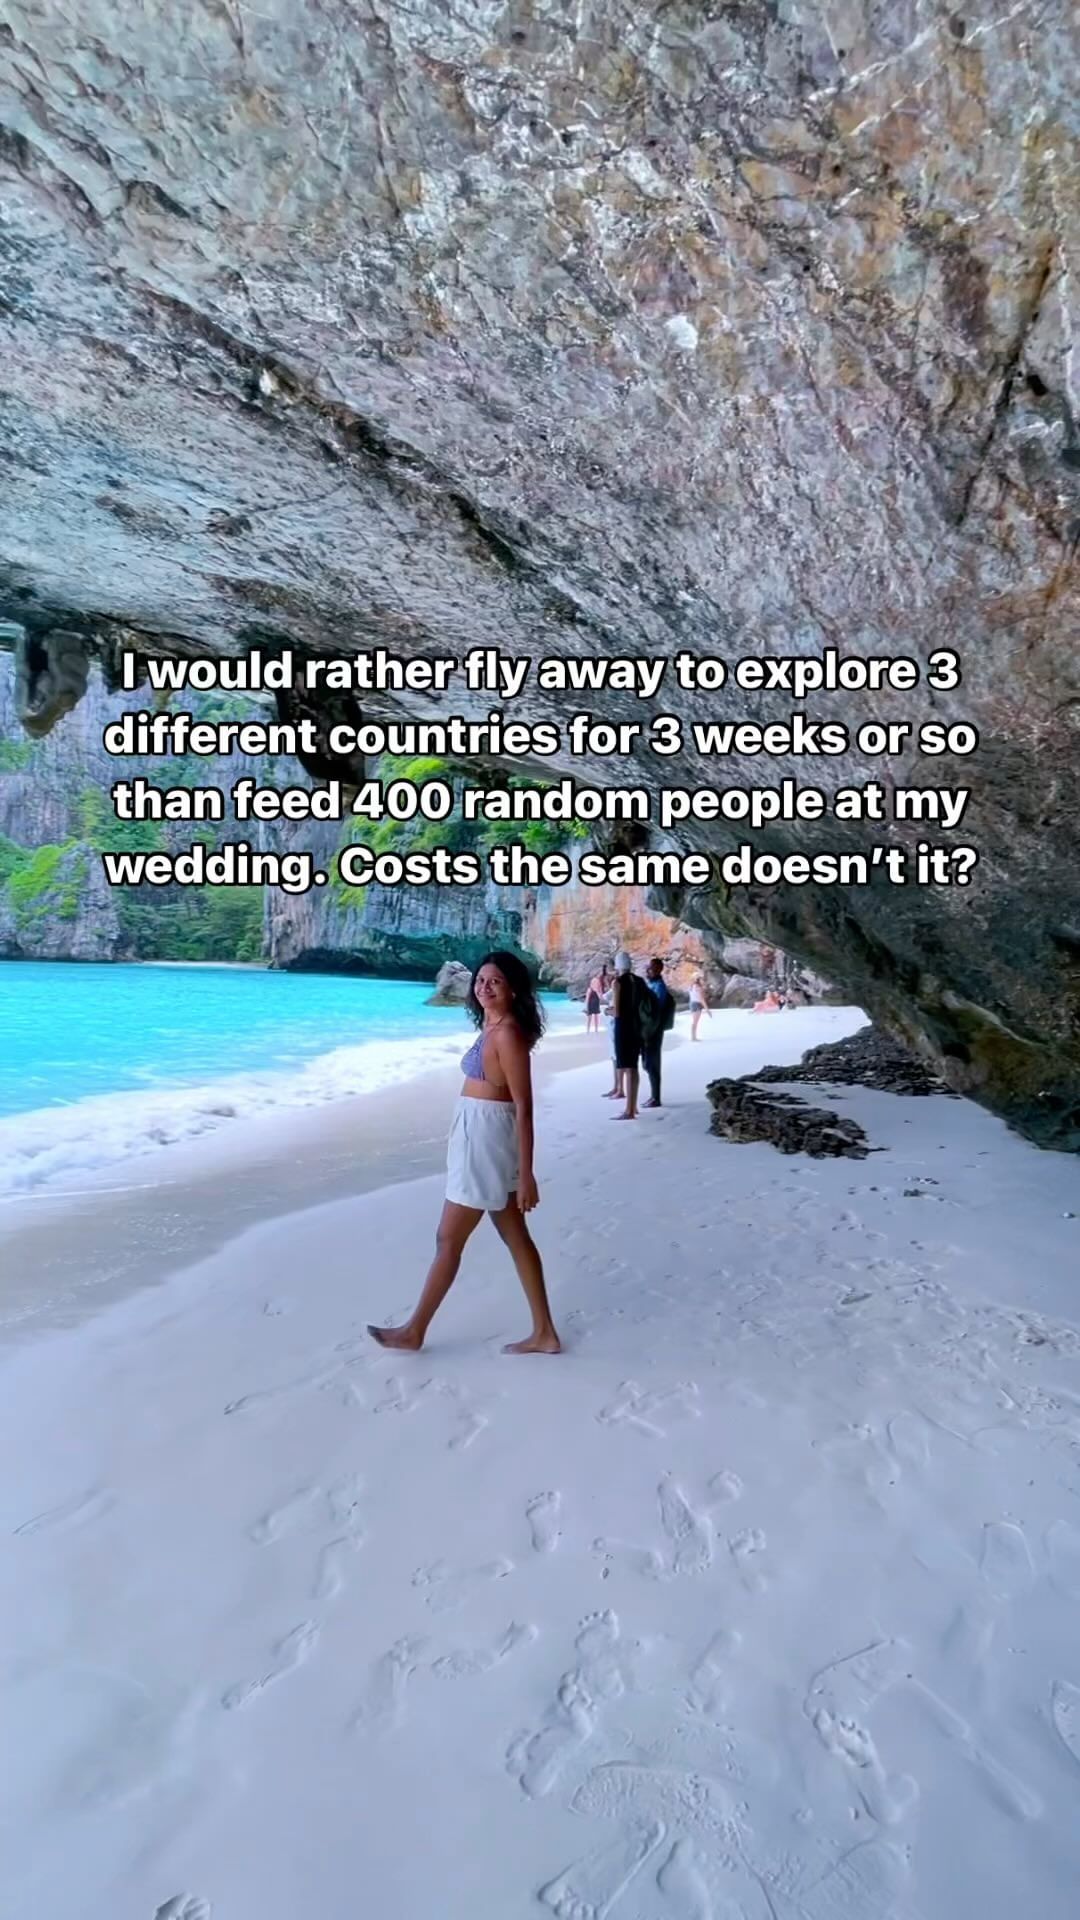 I would rather fly away to explore 3
different countries for 3 weeks or so
than feed 400 random people at my
wedding. Costs the same doesn’t it?